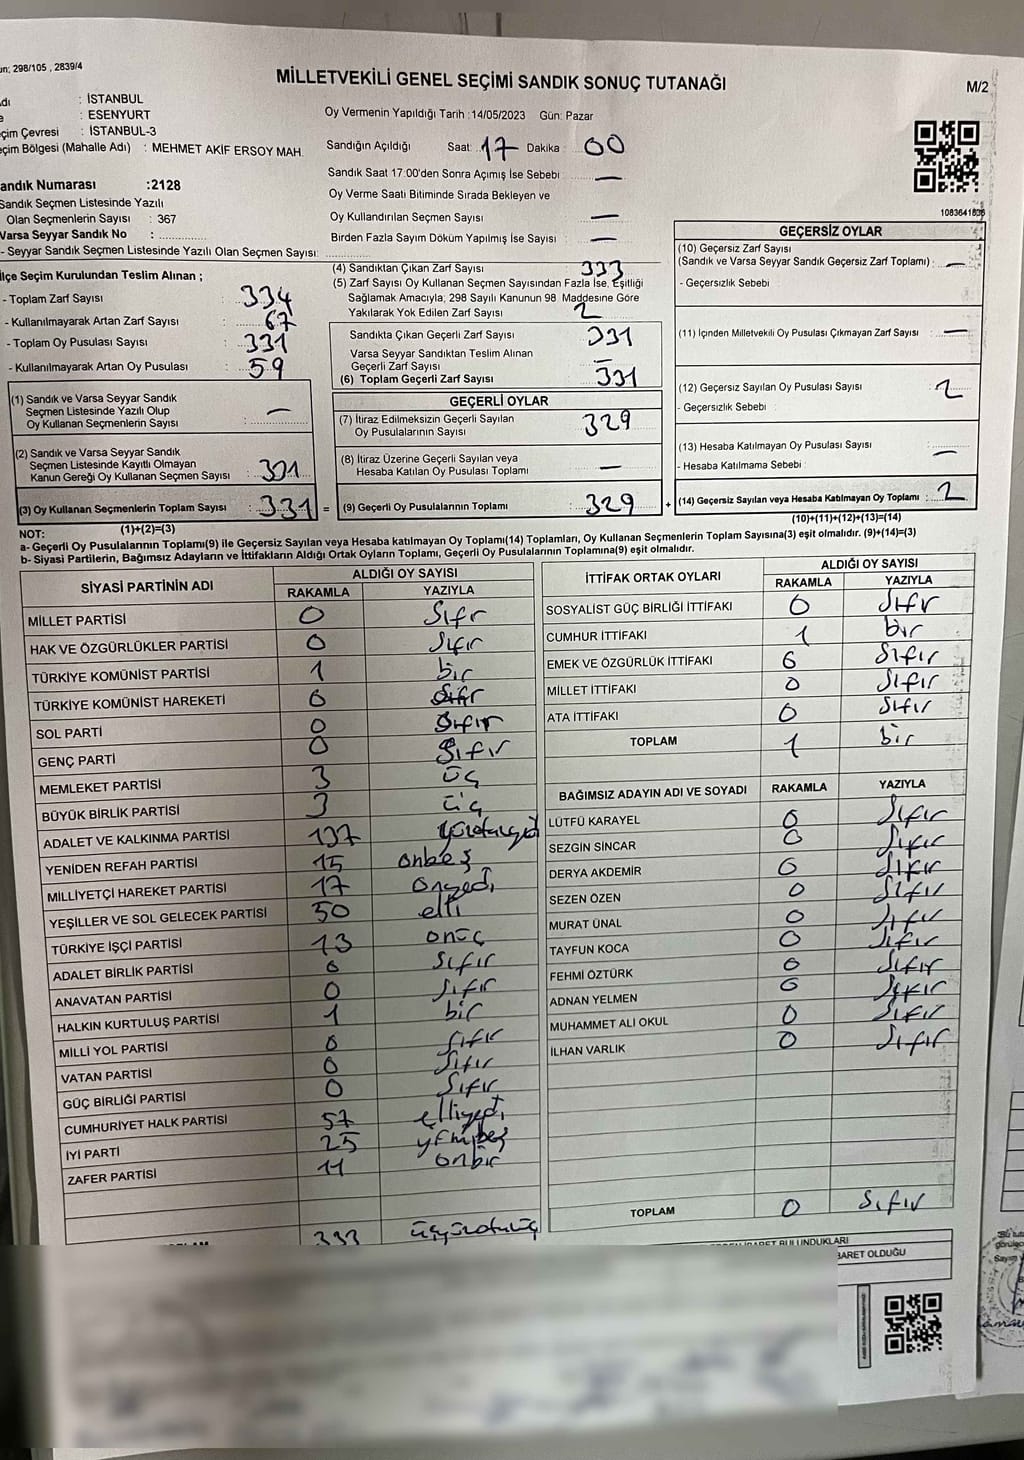 298/105 , 2839/4
MİLLETVEKİLİ GENEL SEÇİMİ SANDIK SONUÇ TUTANAĞI
M/2
: İSTANBUL
: ESENYURT
Çevresi : İSTANBUL-3
Bölgesi (Mahalle Adı) : MEHMET AKİF ERSOY MAH.
Oy Vermenin Yapıldığı Tarih :14/05/2023 Gün: Pazar
Sandığın Açıldığı Saat: 17 Dakika : 00
Sandık Saat 17:00'den Sonra Açımış İse Sebebi : —
Oy Verme Saati Bitiminde Sırada Bekleyen ve
Oy Kullandırılan Seçmen Sayısı : —
Birden Fazla Sayım Döküm Yapılmış İse Sayısı : —
1083641836
andık Numarası :2128
Sandık Seçmen Listesinde Yazılı
Olan Seçmenlerin Sayısı : 367
Varsa Seyyar Sandık No :
- Seyyar Sandık Seçmen Listesinde Yazılı Olan Seçmen Sayısı:
İlçe Seçim Kurulundan Teslim Alınan ;
- Toplam Zarf Sayısı : 334
- Kullanılmayarak Artan Zarf Sayısı : 67
- Toplam Oy Pusulası Sayısı : 331
- Kullanılmayarak Artan Oy Pusulası : 59
(1) Sandık ve Varsa Seyyar Sandık
Seçmen Listesinde Yazılı Olup
Oy Kullanan Seçmenlerin Sayısı : —
(2) Sandık ve Varsa Seyyar Sandık
Seçmen Listesinde Kayıtlı Olmayan
Kanun Gereği Oy Kullanan Seçmen Sayısı : 331
(3) Oy Kullanan Seçmenlerin Toplam Sayısı : 331 =
(1)+(2)=(3)
(4) Sandıktan Çıkan Zarf Sayısı : 333
(5) Zarf Sayısı Oy Kullanan Seçmen Sayısından Fazla İse, Eşitliği
Sağlamak Amacıyla; 298 Sayılı Kanunun 98. Maddesine Göre
Yakılarak Yok Edilen Zarf Sayısı : 2
Sandıkta Çıkan Geçerli Zarf Sayısı : 331
Varsa Seyyar Sandıktan Teslim Alınan
Geçerli Zarf Sayısı : —
(6) Toplam Geçerli Zarf Sayısı : 331
GEÇERLİ OYLAR
(7) İtiraz Edilmeksizin Geçerli Sayılan
Oy Pusulalarının Sayısı : 329
(8) İtiraz Üzerine Geçerli Sayılan veya
Hesaba Katılan Oy Pusulası Toplamı : —
(9) Geçerli Oy Pusulalarının Toplamı : 329 +
GEÇERSİZ OYLAR
(10) Geçersiz Zarf Sayısı
(Sandık ve Varsa Seyyar Sandık Geçersiz Zarf Toplamı) : —
- Geçersizlik Sebebi :
(11) İçinden Milletvekili Oy Pusulası Çıkmayan Zarf Sayısı : —
(12) Geçersiz Sayılan Oy Pusulası Sayısı : 2
- Geçersizlik Sebebi :
(13) Hesaba Katılmayan Oy Pusulası Sayısı : —
- Hesaba Katılmama Sebebi :
(14) Geçersiz Sayılan veya Hesaba Katılmayan Oy Toplamı : 2
(10)+(11)+(12)+(13)=(14)
NOT:
a- Geçerli Oy Pusulalarının Toplamı(9) ile Geçersiz Sayılan veya Hesaba katılmayan Oy Toplamı(14) Toplamları, Oy Kullanan Seçmenlerin Toplam Sayısına(3) eşit olmalıdır. (9)+(14)=(3)
b- Siyasi Partilerin, Bağımsız Adayların ve İttifakların Aldığı Ortak Oyların Toplamı, Geçerli Oy Pusulalarının Toplamına(9) eşit olmalıdır.
SİYASİ PARTİNİN ADI
ALDIĞI OY SAYISI
RAKAMLA YAZIYLA
MİLLET PARTİSİ 0 Sıfır
HAK VE ÖZGÜRLÜKLER PARTİSİ 0 Sıfır
TÜRKİYE KOMÜNİST PARTİSİ 1 bir
TÜRKİYE KOMÜNİST HAREKETİ 0 Sıfır
SOL PARTİ 0 Sıfır
GENÇ PARTİ 0 Sıfır
MEMLEKET PARTİSİ 3 üç
BÜYÜK BİRLİK PARTİSİ 3 üç
ADALET VE KALKINMA PARTİSİ 137
YENİDEN REFAH PARTİSİ 15 onbeş
MİLLİYETÇİ HAREKET PARTİSİ 17 onyedi
YEŞİLLER VE SOL GELECEK PARTİSİ 50 elli
TÜRKİYE İŞÇİ PARTİSİ 13 onüç
ADALET BİRLİK PARTİSİ 0 Sıfır
ANAVATAN PARTİSİ 0 Sıfır
HALKIN KURTULUŞ PARTİSİ 1 bir
MİLLİ YOL PARTİSİ 0 Sıfır
VATAN PARTİSİ 0 Sıfır
GÜÇ BİRLİĞİ PARTİSİ 0 Sıfır
CUMHURİYET HALK PARTİSİ 57 elliyedi
İYİ PARTİ 25
ZAFER PARTİSİ 11 onbir
333
İTTİFAK ORTAK OYLARI
ALDIĞI OY SAYISI
RAKAMLA YAZIYLA
SOSYALİST GÜÇ BİRLİĞİ İTTİFAKI 0 Sıfır
CUMHUR İTTİFAKI 1 bir
EMEK VE ÖZGÜRLÜK İTTİFAKI 0 Sıfır
MİLLET İTTİFAKI 0 Sıfır
ATA İTTİFAKI 0 Sıfır
TOPLAM 1 bir
BAĞIMSIZ ADAYIN ADI VE SOYADI RAKAMLA YAZIYLA
LÜTFÜ KARAYEL 0 Sıfır
SEZGİN SİNCAR 0 Sıfır
DERYA AKDEMİR 0 Sıfır
SEZEN ÖZEN 0 Sıfır
MURAT ÜNAL 0 Sıfır
TAYFUN KOCA 0 Sıfır
FEHMİ ÖZTÜRK 0 Sıfır
ADNAN YELMEN 0 Sıfır
MUHAMMET ALİ OKUL 0 Sıfır
İLHAN VARLIK 0 Sıfır
TOPLAM 0 Sıfır
BULUNDUKLARI
BARET OLDUĞU